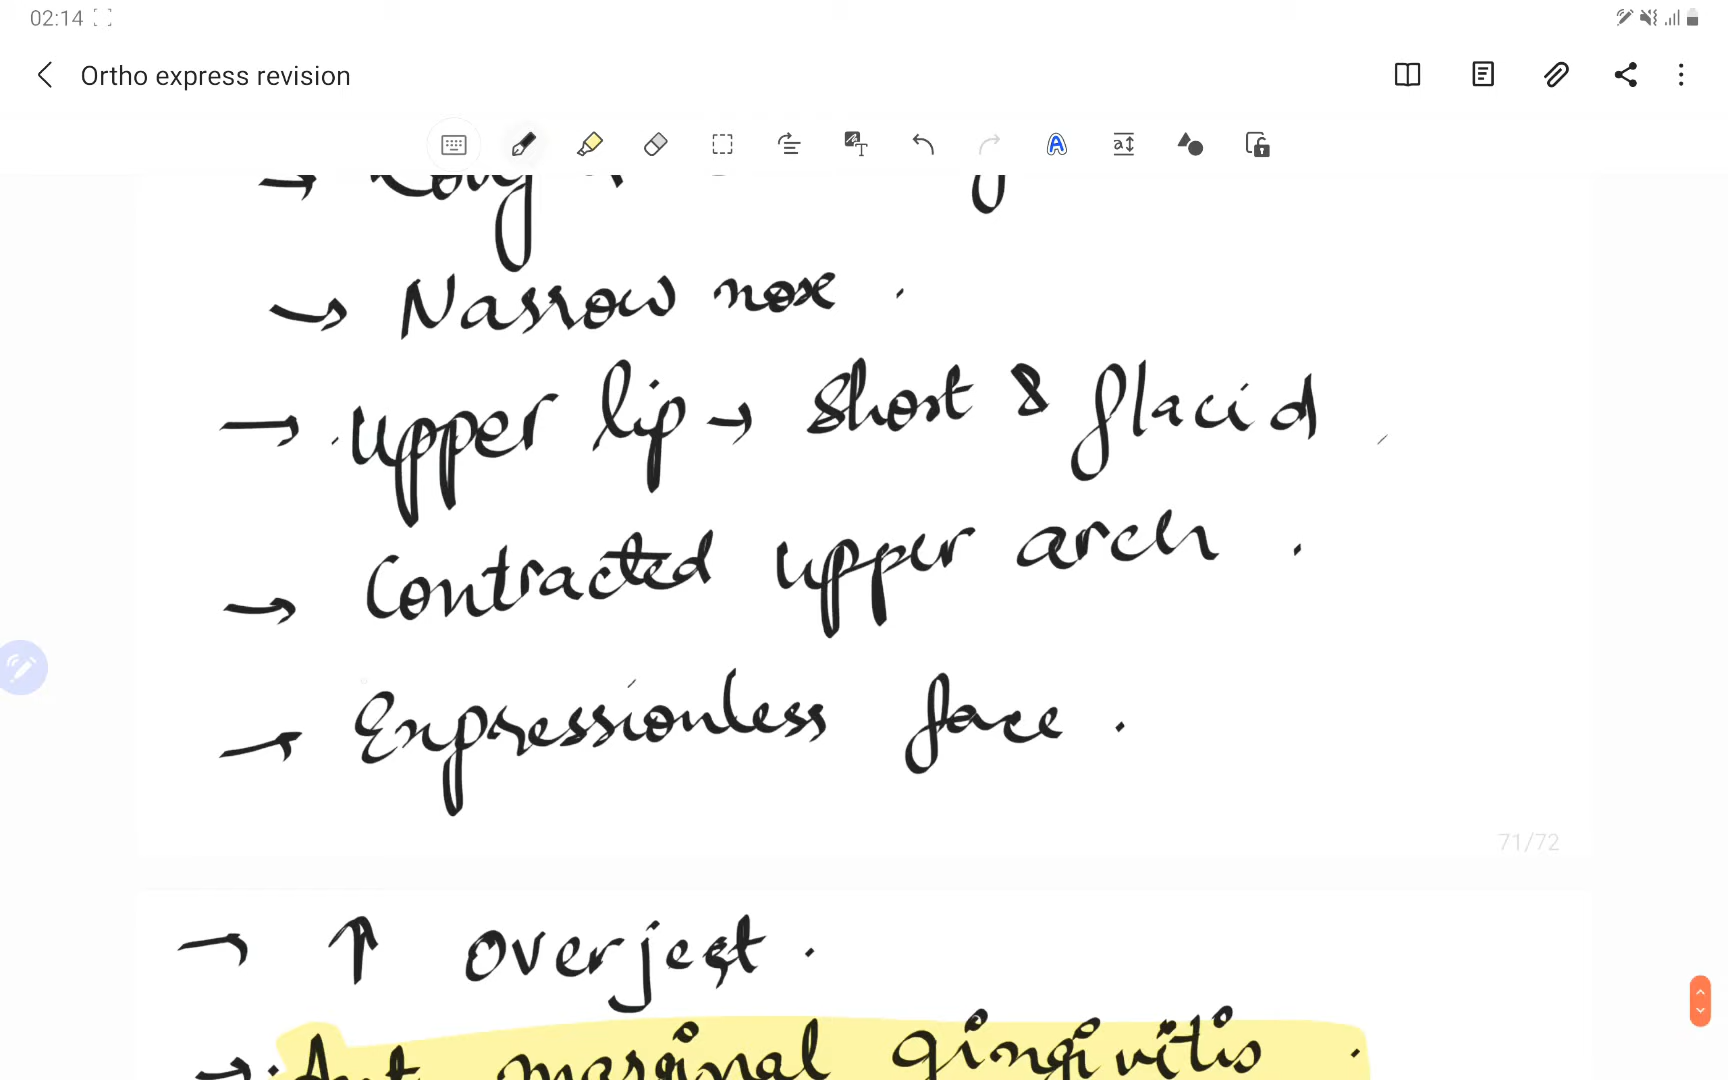 02:14
Ortho express revision
→ Long
→ Narrow nose .
→ Upper lip → Short & flacid
→ Contracted upper arch .
→ Expressionless face .
71/72
→ ↑ overjet .
→ Ant marginal gingivitis .